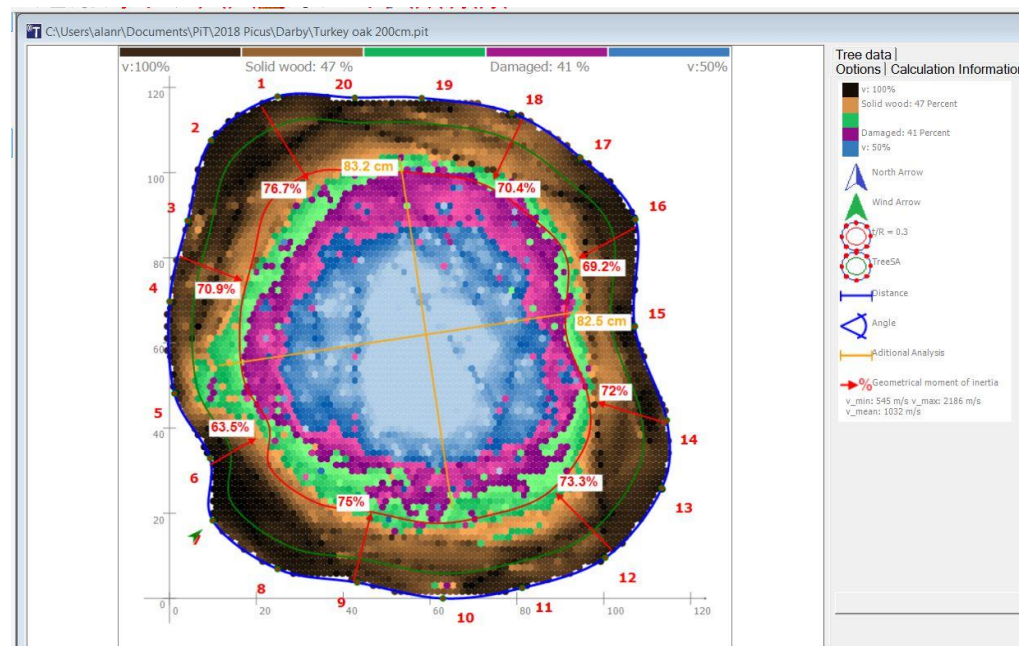 C:\Users\alanr\Documents\PiT\2018 Picus\Darby\Turkey oak 200cm.pit
v:100%
Solid wood: 47 %
Damaged: 41 %
v:50%
1
20
19
18
17
16
15
14
13
12
11
10
9
8
7
6
5
4
3
2
120
100
80
60
40
20
0
0
20
40
60
80
100
120
83.2 cm
76.7%
70.4%
69.2%
70.9%
82.5 cm
72%
63.5%
73.3%
75%
Tree data |
Options | Calculation Information
v: 100%
Solid wood: 47 Percent
Damaged: 41 Percent
v: 50%
North Arrow
Wind Arrow
t/R = 0.3
TreeSA
Distance
Angle
Aditional Analysis
%
Geometrical moment of inertia
v_min: 545 m/s v_max: 2186 m/s
v_mean: 1032 m/s